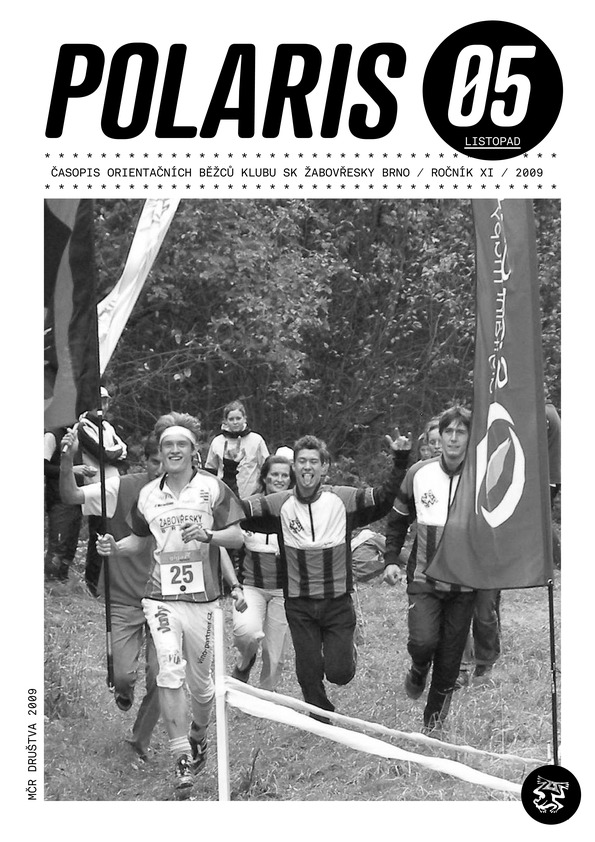 POLARIS 05
LISTOPAD
* * * * * * * * * * * * * * * * * * * * * * * * * * * * * * * * * * * * * *
ČASOPIS ORIENTAČNÍCH BĚŽCŮ KLUBU SK ŽABOVŘESKY BRNO / ROČNÍK XI / 2009
* * * * * * * * * * * * * * * * * * * * * * * * * * * * * * * * * * * * * *
ŽABOVŘESKY
25
MČR DRUŠTVA 2009